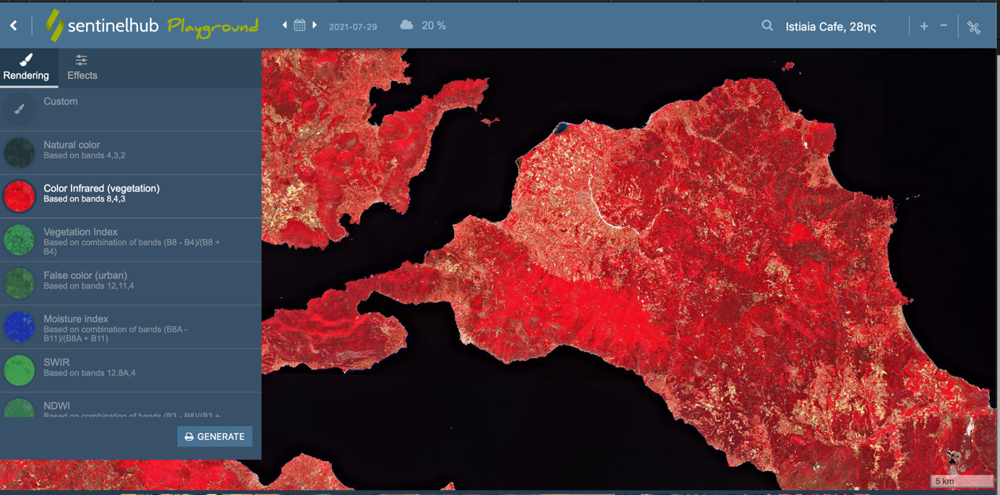 sentinelhub Playground
2021-07-29
20 %
Istiaia Cafe, 28ης
Rendering
Effects
Custom
Natural color
Based on bands 4,3,2
Color Infrared (vegetation)
Based on bands 8,4,3
Vegetation Index
Based on combination of bands (B8 - B4)/(B8 +
B4)
False color (urban)
Based on bands 12,11,4
Moisture index
Based on combination of bands (B8A -
B11)/(B8A + B11)
SWIR
Based on bands 12,8A,4
NDWI
Based on combination of bands (B3 - B8)/(B3 +
GENERATE
5 km